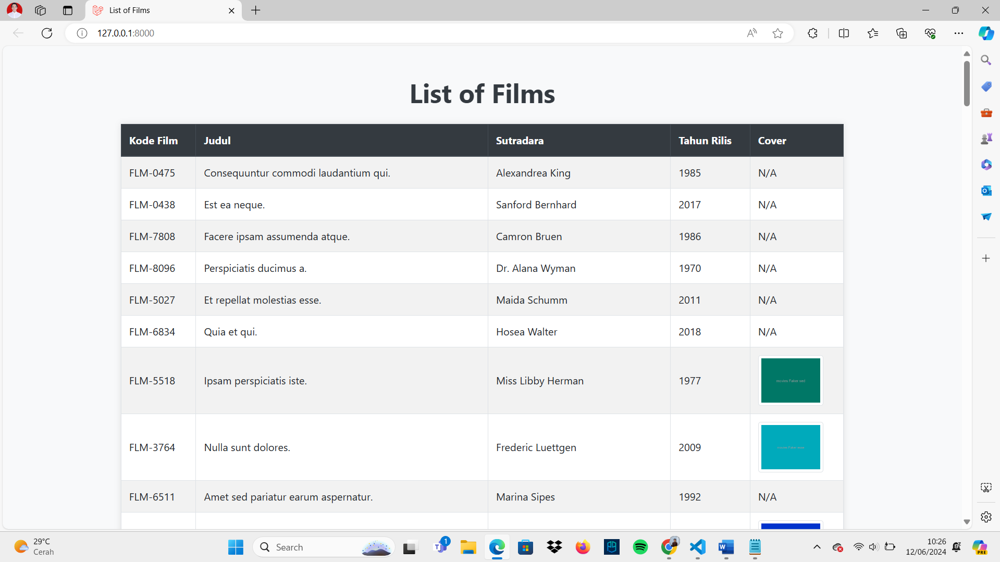 List of Films
127.0.0.1:8000
List of Films
Kode Film Judul Sutradara Tahun Rilis Cover
FLM-0475 Consequuntur commodi laudantium qui. Alexandrea King 1985 N/A
FLM-0438 Est ea neque. Sanford Bernhard 2017 N/A
FLM-7808 Facere ipsam assumenda atque. Camron Bruen 1986 N/A
FLM-8096 Perspiciatis ducimus a. Dr. Alana Wyman 1970 N/A
FLM-5027 Et repellat molestias esse. Maida Schumm 2011 N/A
FLM-6834 Quia et qui. Hosea Walter 2018 N/A
FLM-5518 Ipsam perspiciatis iste. Miss Libby Herman 1977 movies Faker sed
FLM-3764 Nulla sunt dolores. Frederic Luettgen 2009 movies Faker
FLM-6511 Amet sed pariatur earum aspernatur. Marina Sipes 1992 N/A
29°C
Cerah
Search
1
10:26
12/06/2024
PRE